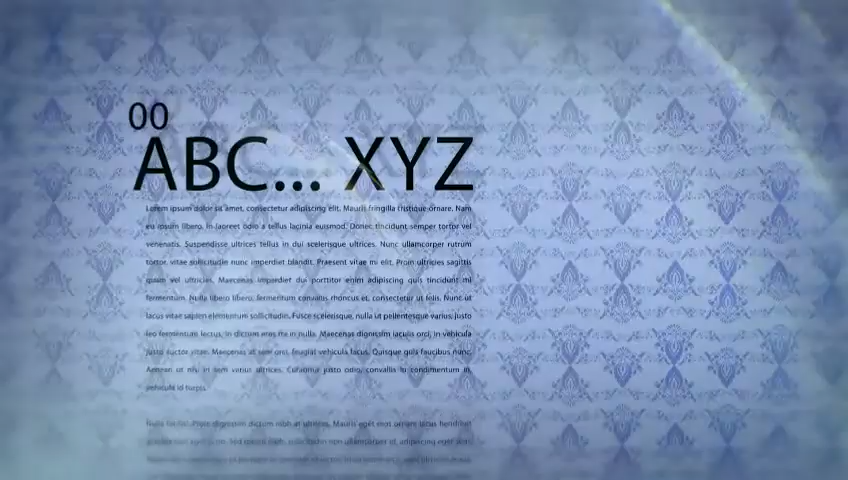 00
ABC... XYZ
Lorem ipsum dolor sit amet, consectetur adipiscing elit. Mauris fringilla tristique ornare. Nam
eu ipsum libero, in laoreet odio a tellus lacinia euismod. Donec tincidunt semper tortor vel
venenatis. Suspendisse ultrices tellus in dui scelerisque ultrices. Nunc ullamcorper rutrum
tortor, vitae sollicitudin nunc imperdiet blandit. Praesent vitae mi elit. Proin ultricies sagittis
quam vel ultricies. Maecenas imperdiet dui porttitor enim adipiscing quis tincidunt mi
fermentum. Nulla libero libero, fermentum convallis rhoncus et, consectetur ut felis. Nunc ut
lacus vitae sapien elementum sollicitudin. Fusce scelerisque, nulla ut pellentesque varius, justo
leo fermentum lectus, in dictum eros mi in nulla. Maecenas dignissim iaculis orci, in vehicula
justo auctor vitae. Maecenas at sem orci, feugiat vehicula lacus. Quisque quis faucibus nunc.
Aenean ut nisi in sem varius ultrices. Curabitur justo odio, convallis in condimentum in,
vehicula id turpis.
Nulla facilisi. Proin dignissim dictum nibh at ultrices. Mauris eget eros ornare lacus hendrerit